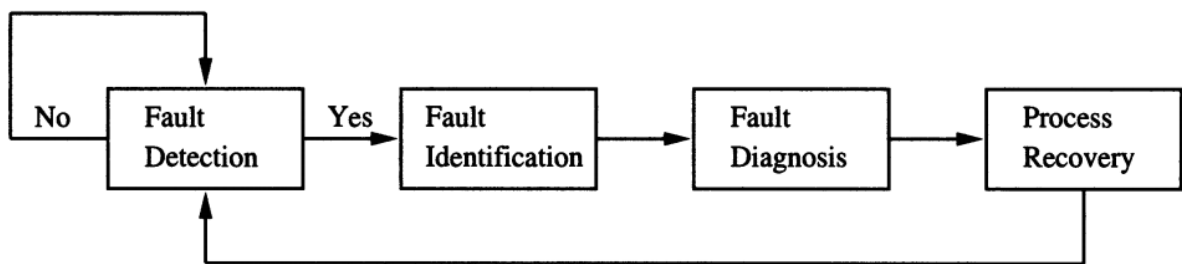 No
Fault
Detection
Yes
Fault
Identification
Fault
Diagnosis
Process
Recovery